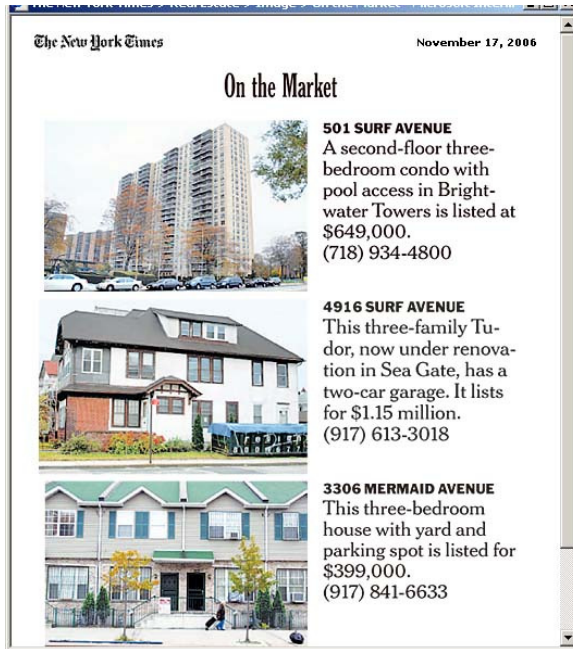 The New York Times
November 17, 2006
On the Market
501 SURF AVENUE
A second-floor three-
bedroom condo with
pool access in Bright-
water Towers is listed at
$649,000.
(718) 934-4800
4916 SURF AVENUE
This three-family Tu-
dor, now under renova-
tion in Sea Gate, has a
two-car garage. It lists
for $1.15 million.
(917) 613-3018
3306 MERMAID AVENUE
This three-bedroom
house with yard and
parking spot is listed for
$399,000.
(917) 841-6633